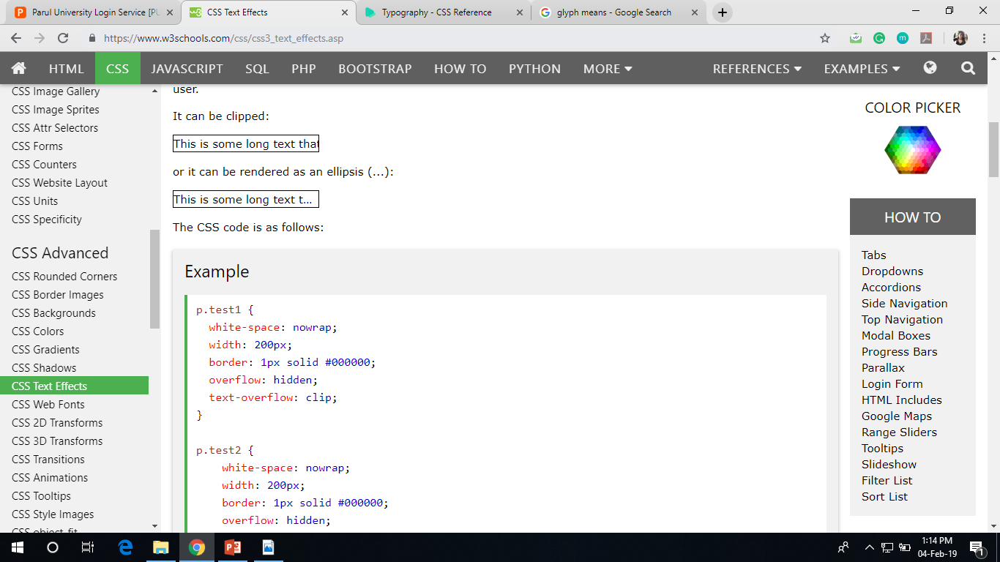 Parul University Login Service [PU
CSS Text Effects
Typography - CSS Reference
glyph means - Google Search
https://www.w3schools.com/css/css3_text_effects.asp
HTML CSS JAVASCRIPT SQL PHP BOOTSTRAP HOW TO PYTHON MORE REFERENCES EXAMPLES
CSS Image Gallery
CSS Image Sprites
CSS Attr Selectors
CSS Forms
CSS Counters
CSS Website Layout
CSS Units
CSS Specificity
CSS Advanced
CSS Rounded Corners
CSS Border Images
CSS Backgrounds
CSS Colors
CSS Gradients
CSS Shadows
CSS Text Effects
CSS Web Fonts
CSS 2D Transforms
CSS 3D Transforms
CSS Transitions
CSS Animations
CSS Tooltips
CSS Style Images
CSS object-fit
user.
It can be clipped:
This is some long text that
or it can be rendered as an ellipsis (...):
This is some long text t...
The CSS code is as follows:
Example
p.test1 {
  white-space: nowrap;
  width: 200px;
  border: 1px solid #000000;
  overflow: hidden;
  text-overflow: clip;
}
p.test2 {
    white-space: nowrap;
    width: 200px;
    border: 1px solid #000000;
    overflow: hidden;
COLOR PICKER
HOW TO
Tabs
Dropdowns
Accordions
Side Navigation
Top Navigation
Modal Boxes
Progress Bars
Parallax
Login Form
HTML Includes
Google Maps
Range Sliders
Tooltips
Slideshow
Filter List
Sort List
1:14 PM
04-Feb-19
1